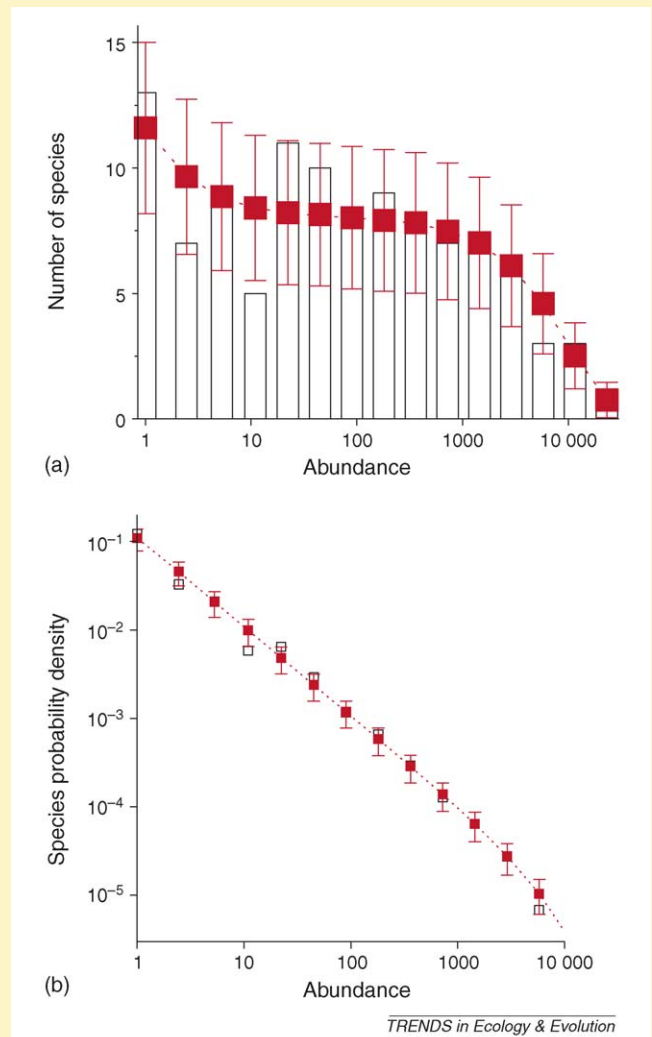 15
10
5
0
Number of species
1
10
100
1000
10 000
Abundance
(a)
10⁻¹
10⁻²
10⁻³
10⁻⁴
10⁻⁵
Species probability density
1
10
100
1000
10 000
Abundance
(b)
TRENDS in Ecology & Evolution